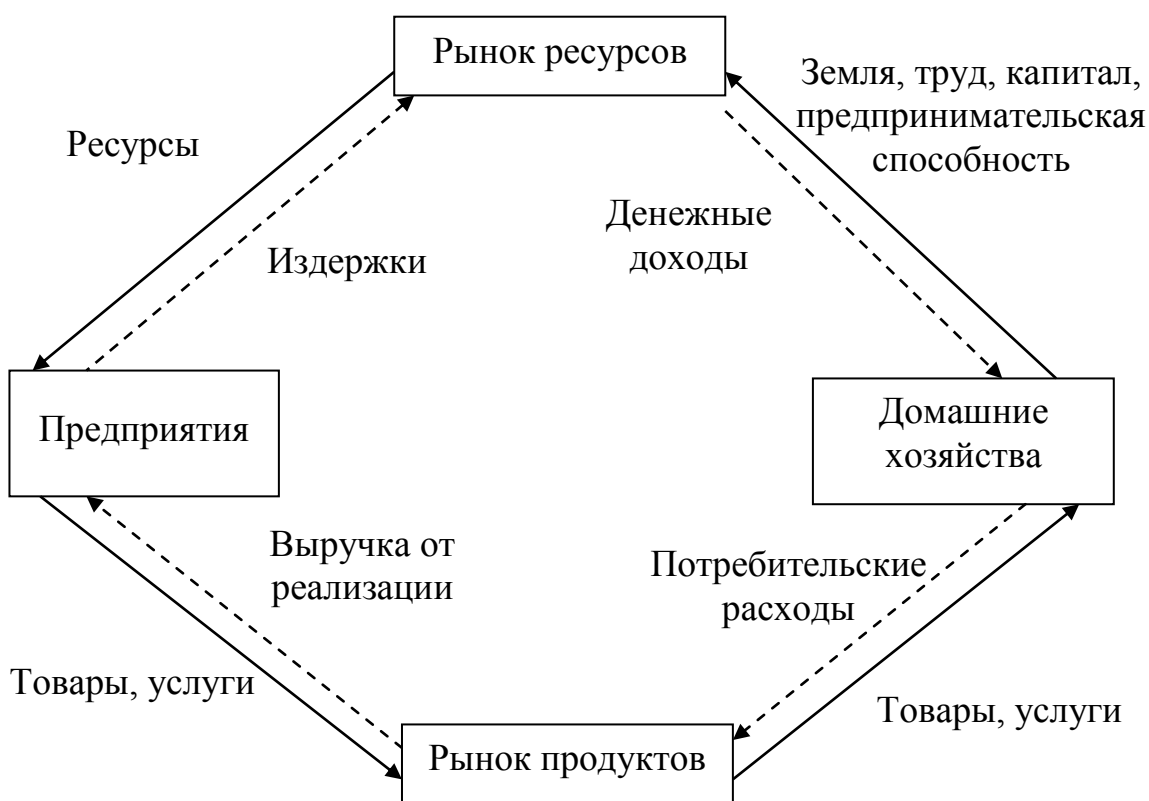 Рынок ресурсов
Земля, труд, капитал,
предпринимательская
способность
Ресурсы
Денежные
доходы
Издержки
Предприятия
Домашние
хозяйства
Выручка от
реализации
Потребительские
расходы
Товары, услуги
Товары, услуги
Рынок продуктов